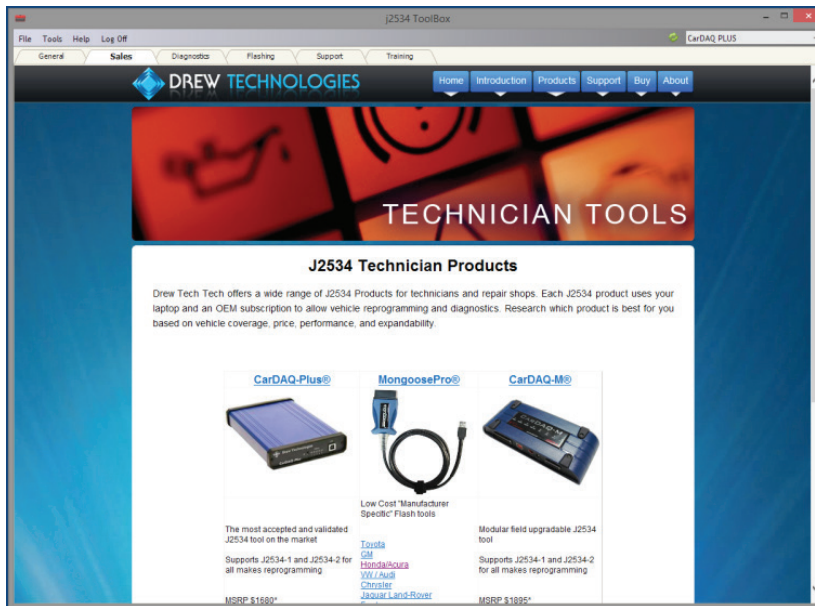 j2534 ToolBox
File Tools Help Log Off
CarDAQ PLUS
General Sales Diagnostics Flashing Support Training
DREW TECHNOLOGIES
Home Introduction Products Support Buy About
TECHNICIAN TOOLS
J2534 Technician Products
Drew Tech Tech offers a wide range of J2534 Products for technicians and repair shops. Each J2534 product uses your
laptop and an OEM subscription to allow vehicle reprogramming and diagnostics. Research which product is best for you
based on vehicle coverage, price, performance, and expandability.
CarDAQ-Plus®
The most accepted and validated
J2534 tool on the market
Supports J2534-1 and J2534-2 for
all makes reprogramming
MSRP $1680*
MongoosePro®
Low Cost "Manufacturer
Specific" Flash tools
Toyota
GM
Honda/Acura
VW / Audi
Chrysler
Jaguar Land-Rover
CarDAQ-M®
CarDAQ-M
Modular field upgradable J2534
tool
Supports J2534-1 and J2534-2
for all makes reprogramming
MSRP $1895*